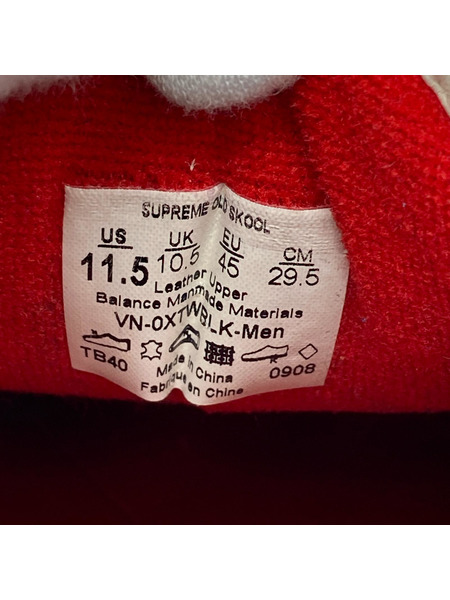 SUPREME OLD SKOOL
US UK EU CM
11.5 10.5 45 29.5
Leather Upper
Balance Manmade Materials
VN-0XTWBLK-Men
TB40 0908
Made in China
Fabriqué en Chine